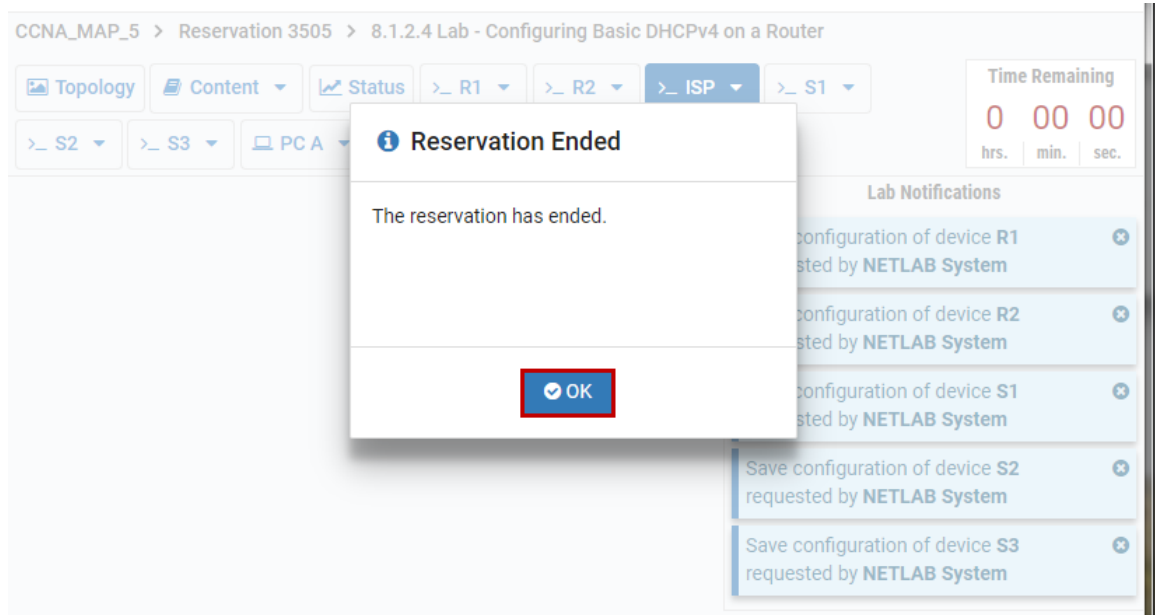 CCNA_MAP_5 > Reservation 3505 > 8.1.2.4 Lab - Configuring Basic DHCPv4 on a Router
Topology Content Status >_ R1 >_ R2 >_ ISP >_ S1
>_ S2 >_ S3 PC A
Time Remaining
0 00 00
hrs. min. sec.
Reservation Ended
The reservation has ended.
OK
Lab Notifications
configuration of device R1
sted by NETLAB System
configuration of device R2
sted by NETLAB System
configuration of device S1
sted by NETLAB System
Save configuration of device S2
requested by NETLAB System
Save configuration of device S3
requested by NETLAB System